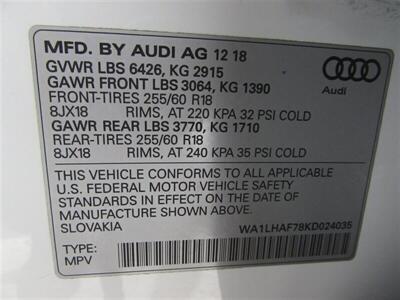 MFD. BY AUDI AG 12 18
GVWR LBS 6426, KG 2915
GAWR FRONT LBS 3064, KG 1390
FRONT-TIRES 255/60 R18
8JX18 RIMS, AT 220 KPA 32 PSI COLD
GAWR REAR LBS 3770, KG 1710
REAR-TIRES 255/60 R18
8JX18 RIMS, AT 240 KPA 35 PSI COLD
Audi
THIS VEHICLE CONFORMS TO ALL APPLICABLE
U.S. FEDERAL MOTOR VEHICLE SAFETY
STANDARDS IN EFFECT ON THE DATE OF
MANUFACTURE SHOWN ABOVE.
SLOVAKIA WA1LHAF78KD024035
TYPE:
MPV